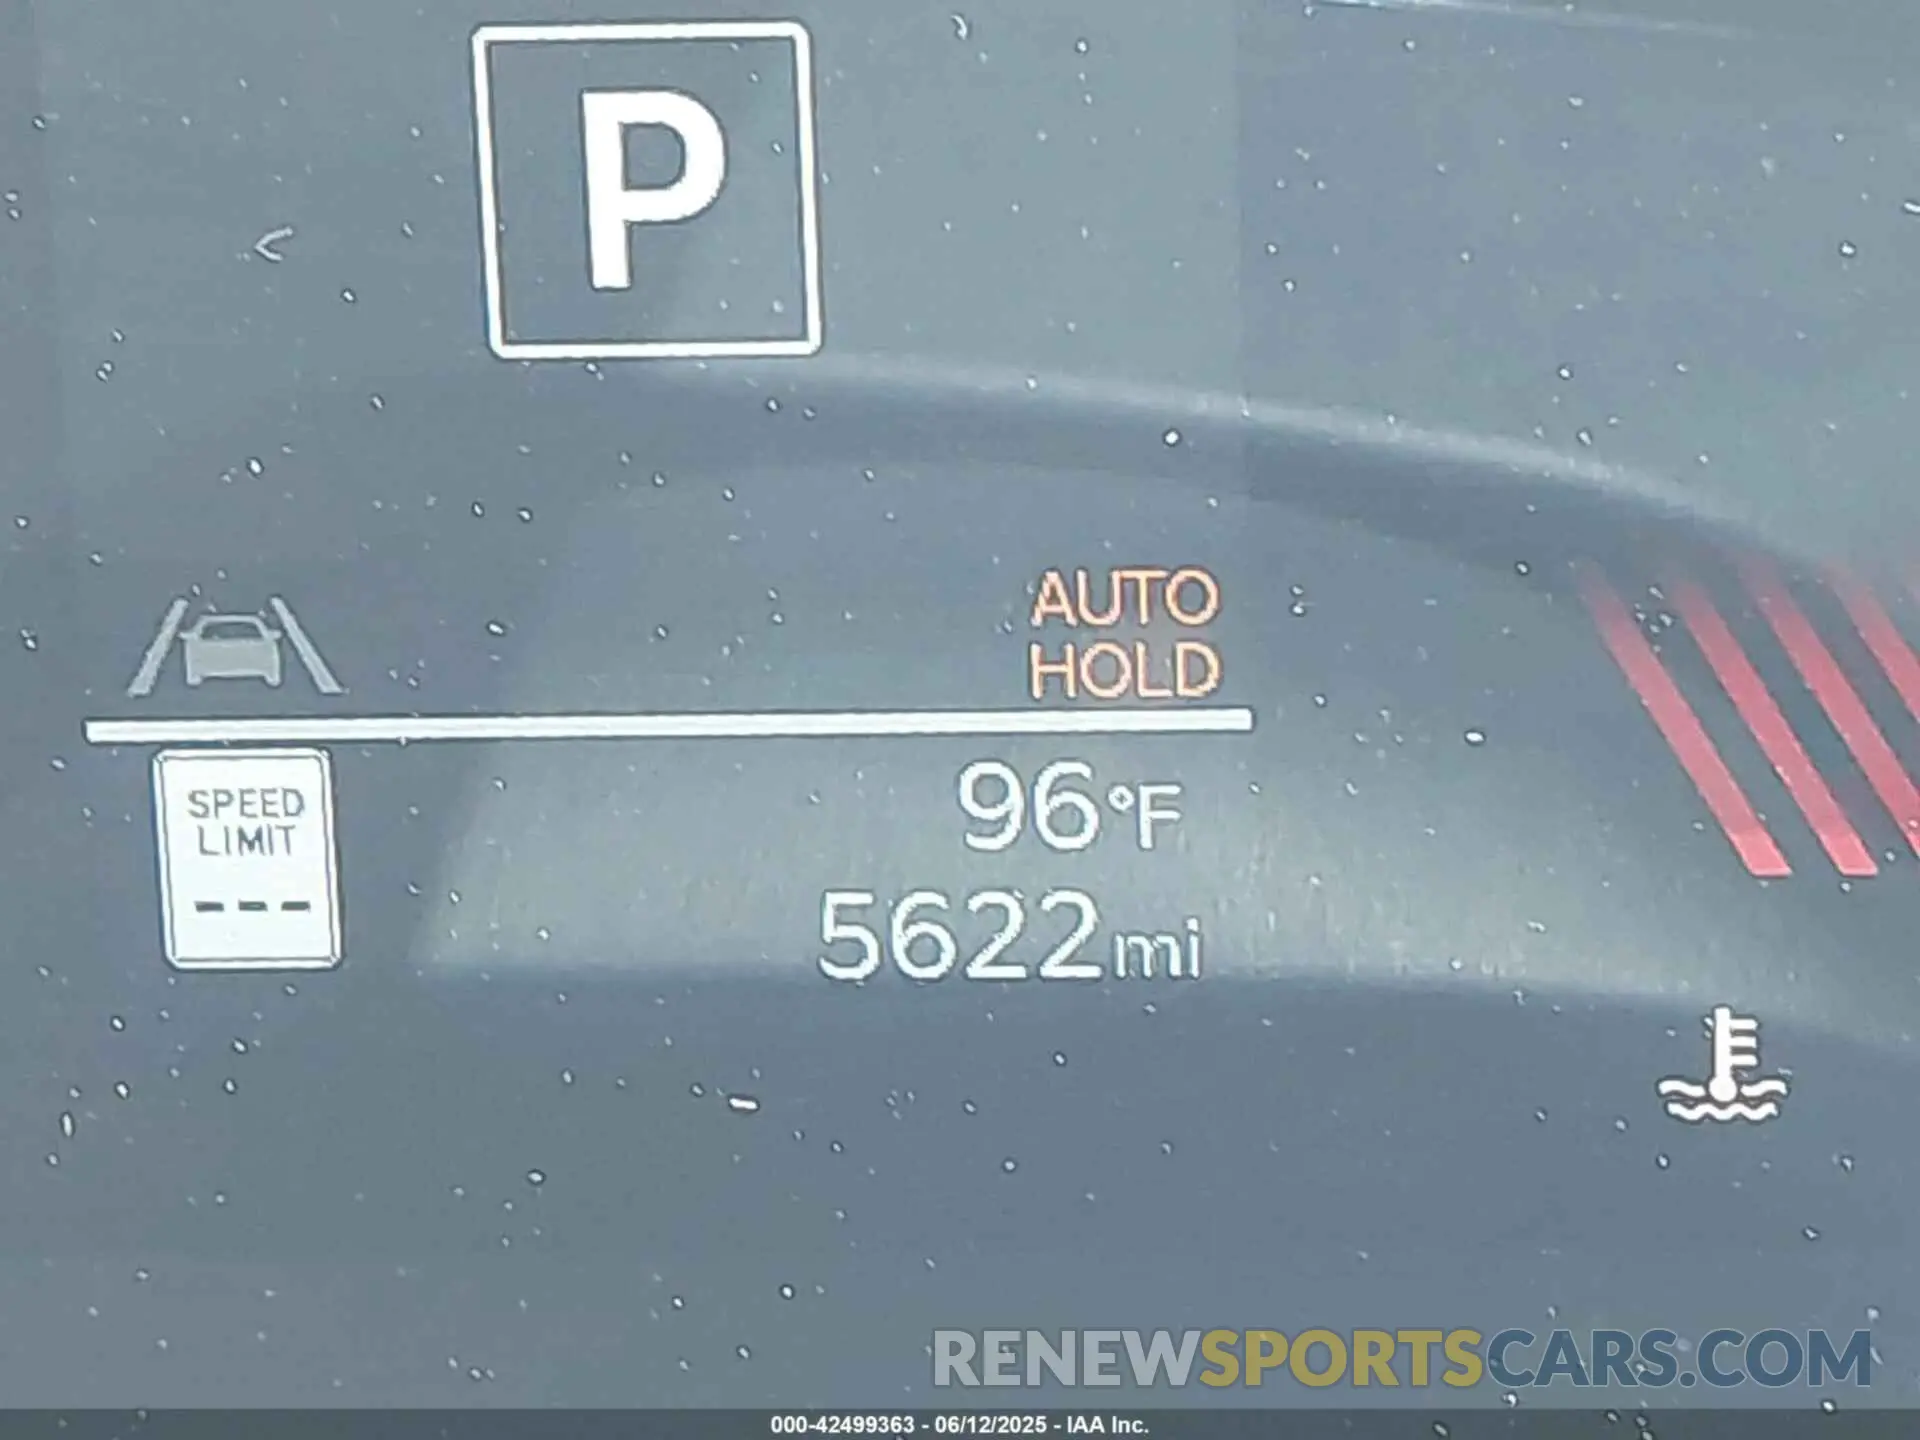 P
AUTO
HOLD
SPEED
LIMIT
---
96°F
5622mi
RENEWSPORTSCARS.COM
000-42499363 - 06/12/2025 - IAA Inc.